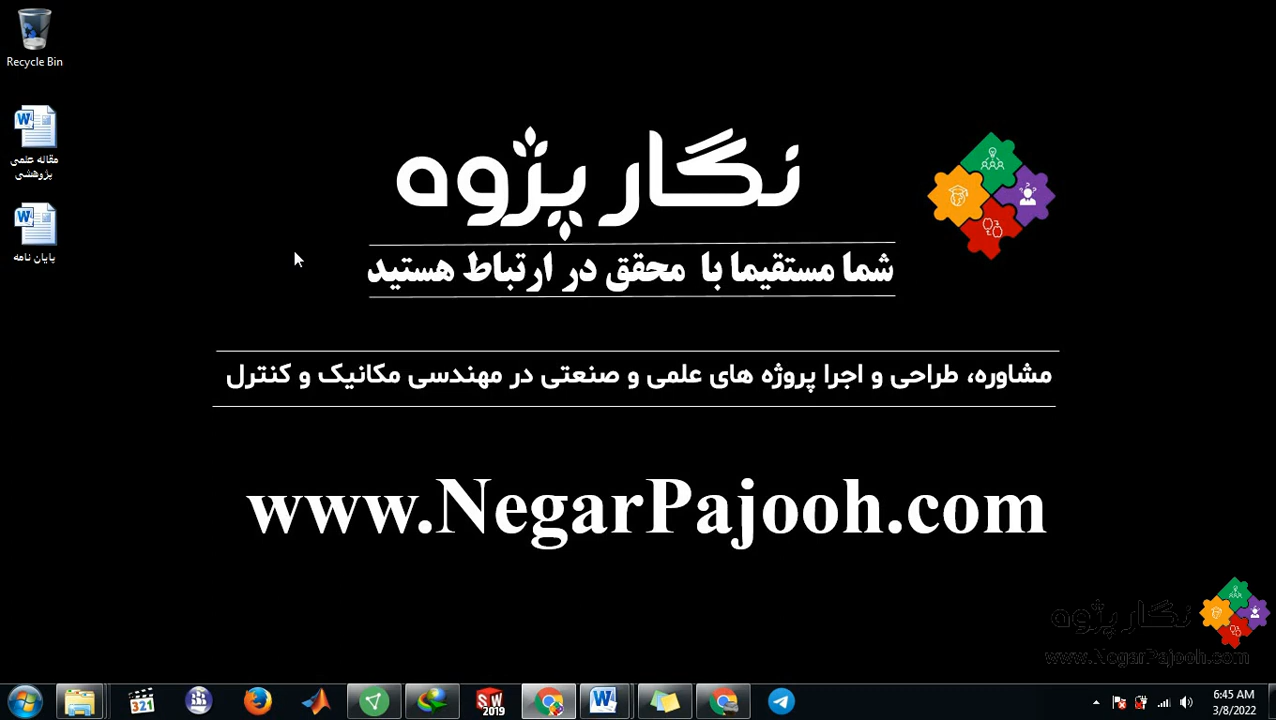 Recycle Bin
مقاله علمی
پژوهشی
پایان نامه
نگار پژوه
شما مستقیما با محقق در ارتباط هستید
مشاوره، طراحی و اجرا پروژه های علمی و صنعتی در مهندسی مکانیک و کنترل
www.NegarPajooh.com
نگار پژوه
www.NegarPajooh.com
321
SW
2019
6:45 AM
3/8/2022